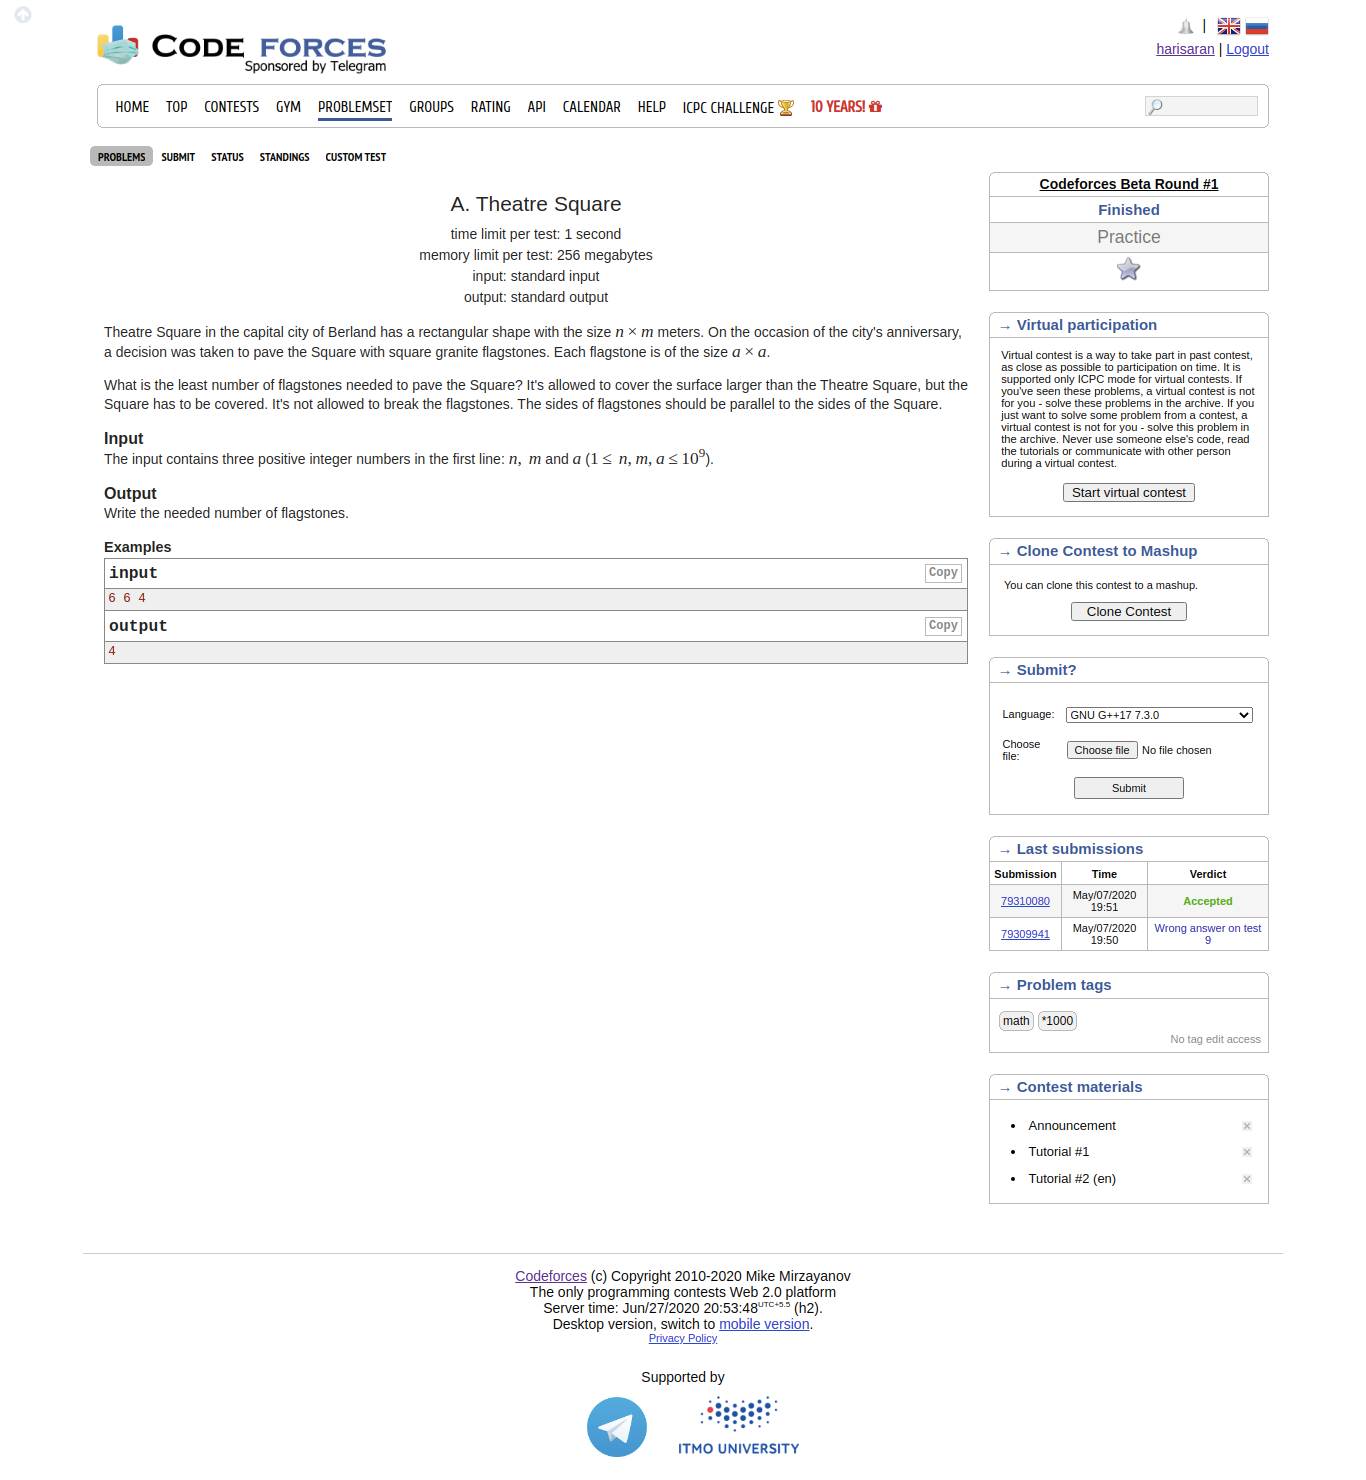 CODE FORCES
Sponsored by Telegram
|
harisaran | Logout
HOME TOP CONTESTS GYM PROBLEMSET GROUPS RATING API CALENDAR HELP ICPC CHALLENGE 10 YEARS!
PROBLEMS SUBMIT STATUS STANDINGS CUSTOM TEST
A. Theatre Square
time limit per test: 1 second
memory limit per test: 256 megabytes
input: standard input
output: standard output
Theatre Square in the capital city of Berland has a rectangular shape with the size n × m meters. On the occasion of the city's anniversary,
a decision was taken to pave the Square with square granite flagstones. Each flagstone is of the size a × a.
What is the least number of flagstones needed to pave the Square? It's allowed to cover the surface larger than the Theatre Square, but the
Square has to be covered. It's not allowed to break the flagstones. The sides of flagstones should be parallel to the sides of the Square.
Input
The input contains three positive integer numbers in the first line: n, m and a (1 ≤ n, m, a ≤ 10⁹).
Output
Write the needed number of flagstones.
Examples
input Copy
6 6 4
output Copy
4
Codeforces Beta Round #1
Finished
Practice
→ Virtual participation
Virtual contest is a way to take part in past contest,
as close as possible to participation on time. It is
supported only ICPC mode for virtual contests. If
you've seen these problems, a virtual contest is not
for you - solve these problems in the archive. If you
just want to solve some problem from a contest, a
virtual contest is not for you - solve this problem in
the archive. Never use someone else's code, read
the tutorials or communicate with other person
during a virtual contest.
Start virtual contest
→ Clone Contest to Mashup
You can clone this contest to a mashup.
Clone Contest
→ Submit?
Language: GNU G++17 7.3.0
Choose
file: Choose file No file chosen
Submit
→ Last submissions
Submission Time Verdict
79310080 May/07/2020
19:51 Accepted
79309941 May/07/2020
19:50 Wrong answer on test
9
→ Problem tags
math *1000
No tag edit access
→ Contest materials
Announcement
Tutorial #1
Tutorial #2 (en)
Codeforces (c) Copyright 2010-2020 Mike Mirzayanov
The only programming contests Web 2.0 platform
Server time: Jun/27/2020 20:53:48 UTC+5.5 (h2).
Desktop version, switch to mobile version.
Privacy Policy
Supported by
ITMO UNIVERSITY